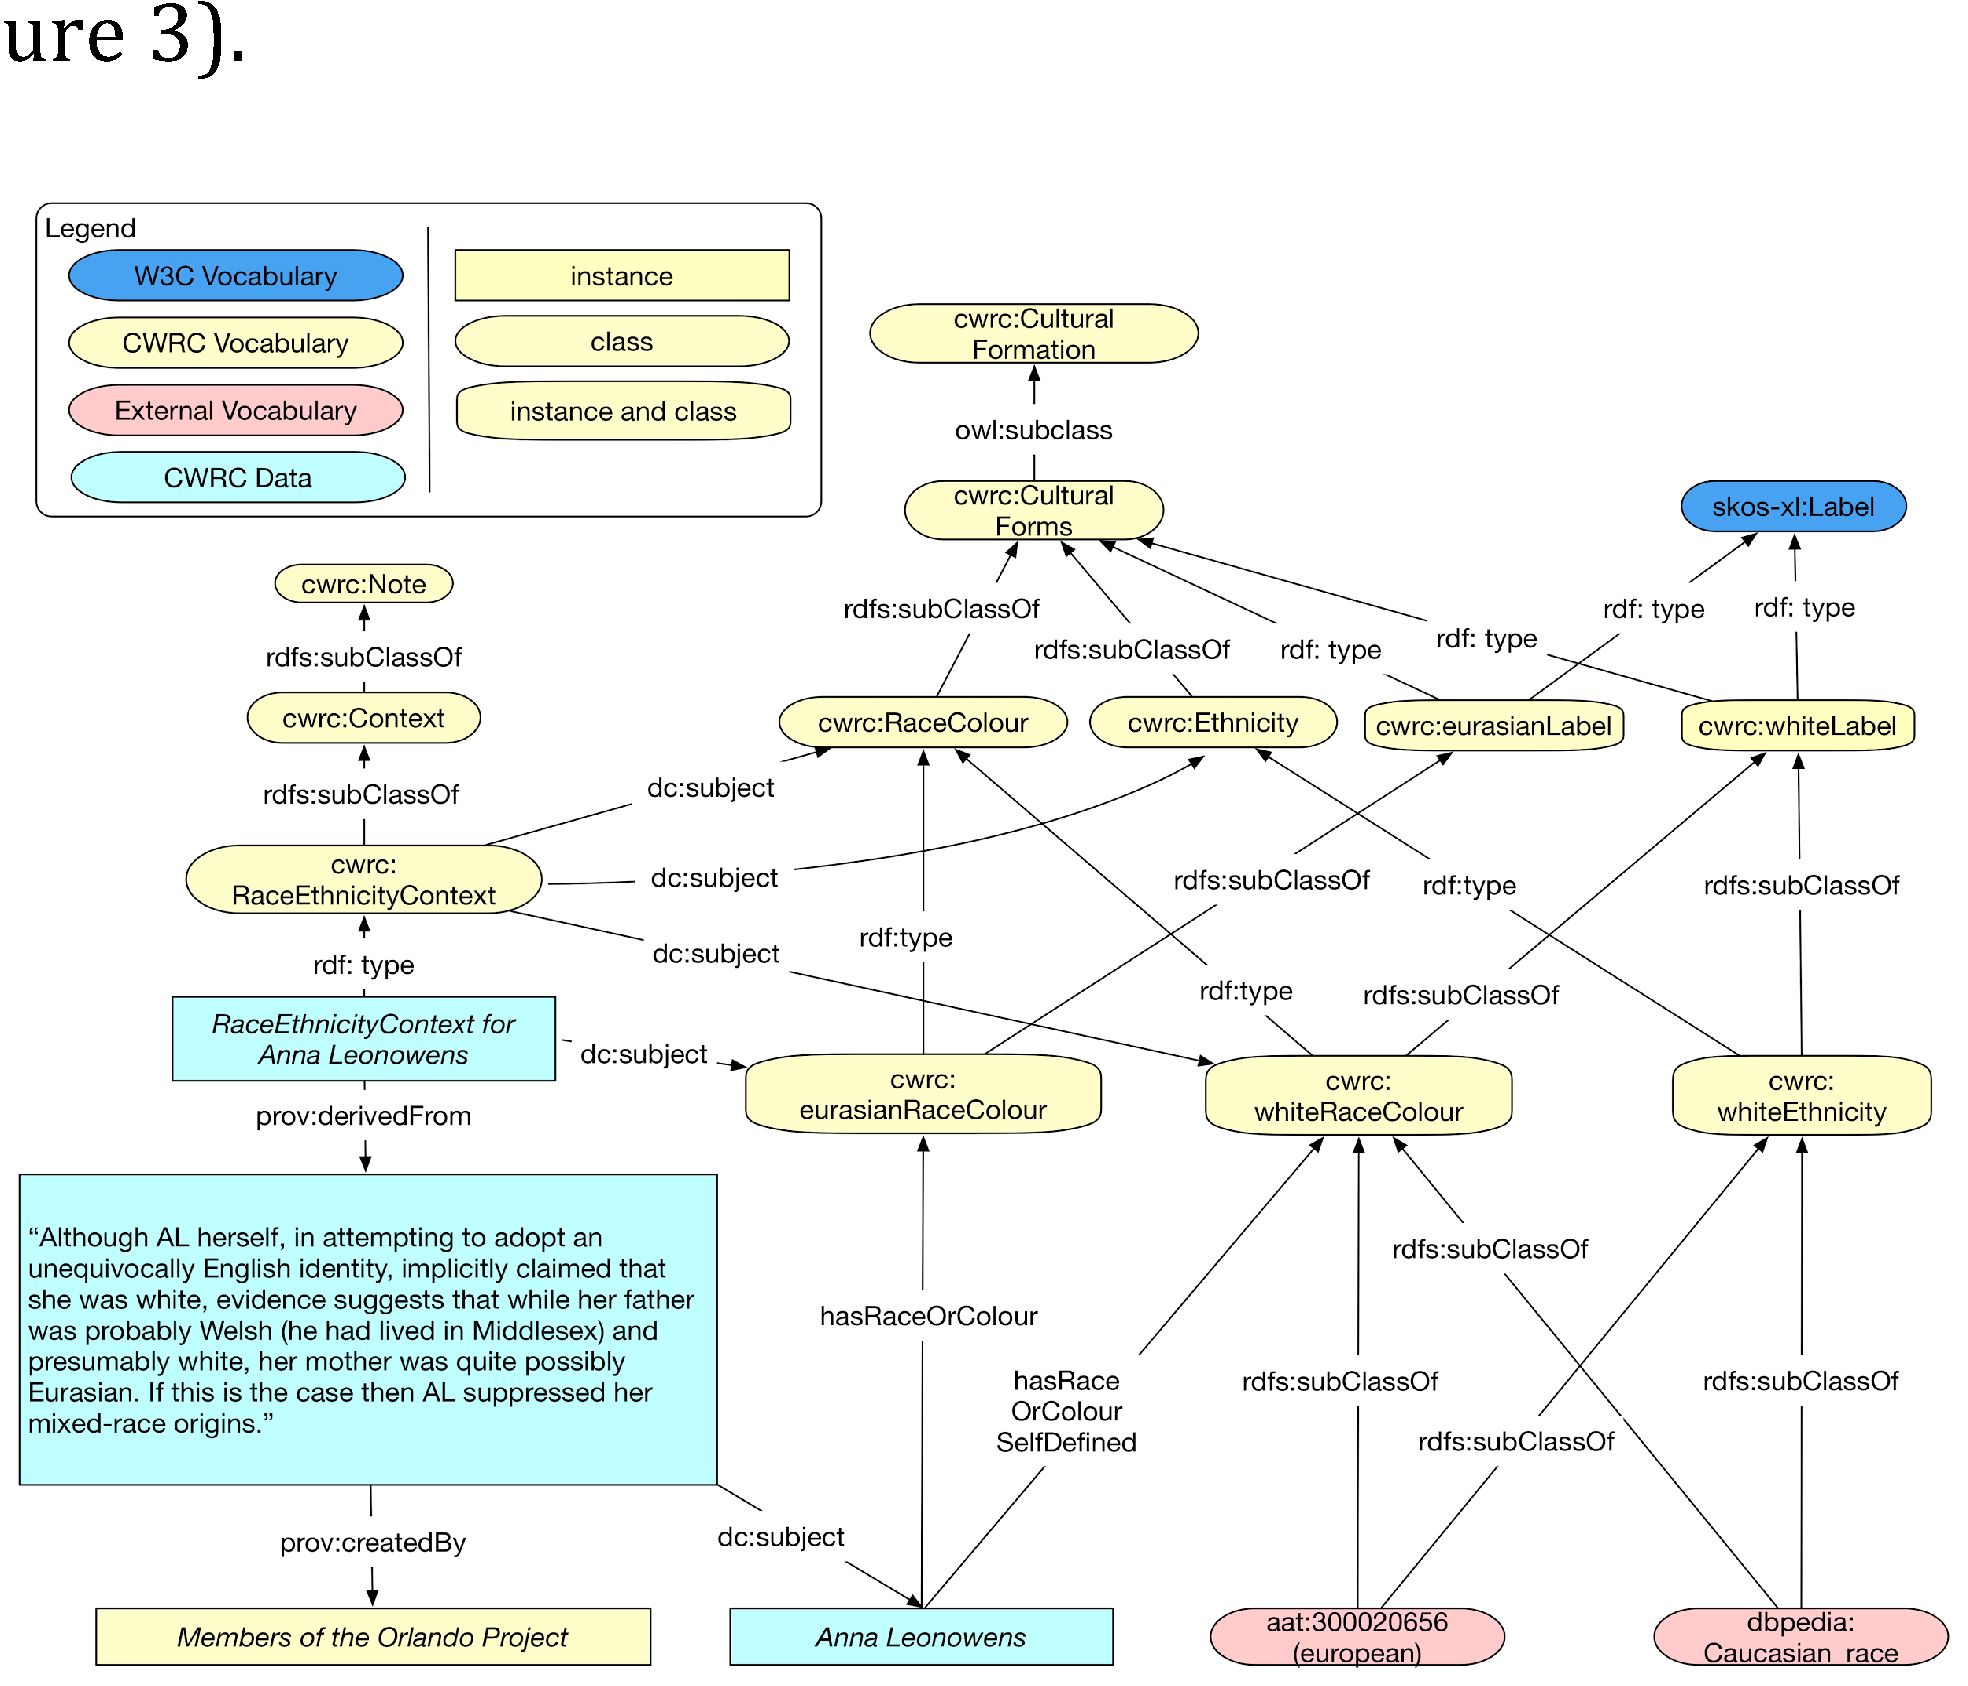 ure 3).
Legend
W3C Vocabulary
CWRC Vocabulary
External Vocabulary
CWRC Data
instance
class
instance and class
cwrc:Cultural
Formation
owl:subclass
cwrc:Cultural
Forms
skos-xl:Label
cwrc:Note
rdfs:subClassOf
rdfs:subClassOf
rdfs:subClassOf
rdf: type
rdf: type
rdf: type
rdf: type
cwrc:Context
cwrc:RaceColour
cwrc:Ethnicity
cwrc:eurasianLabel
cwrc:whiteLabel
rdfs:subClassOf
dc:subject
cwrc:
RaceEthnicityContext
dc:subject
rdfs:subClassOf
rdf:type
rdfs:subClassOf
rdf:type
dc:subject
rdf: type
rdf:type
rdfs:subClassOf
RaceEthnicityContext for
Anna Leonowens
dc:subject
cwrc:
eurasianRaceColour
cwrc:
whiteRaceColour
cwrc:
whiteEthnicity
prov:derivedFrom
“Although AL herself, in attempting to adopt an
unequivocally English identity, implicitly claimed that
she was white, evidence suggests that while her father
was probably Welsh (he had lived in Middlesex) and
presumably white, her mother was quite possibly
Eurasian. If this is the case then AL suppressed her
mixed-race origins.”
rdfs:subClassOf
hasRaceOrColour
hasRace
OrColour
SelfDefined
rdfs:subClassOf
rdfs:subClassOf
rdfs:subClassOf
prov:createdBy
dc:subject
Members of the Orlando Project
Anna Leonowens
aat:300020656
(european)
dbpedia:
Caucasian_race